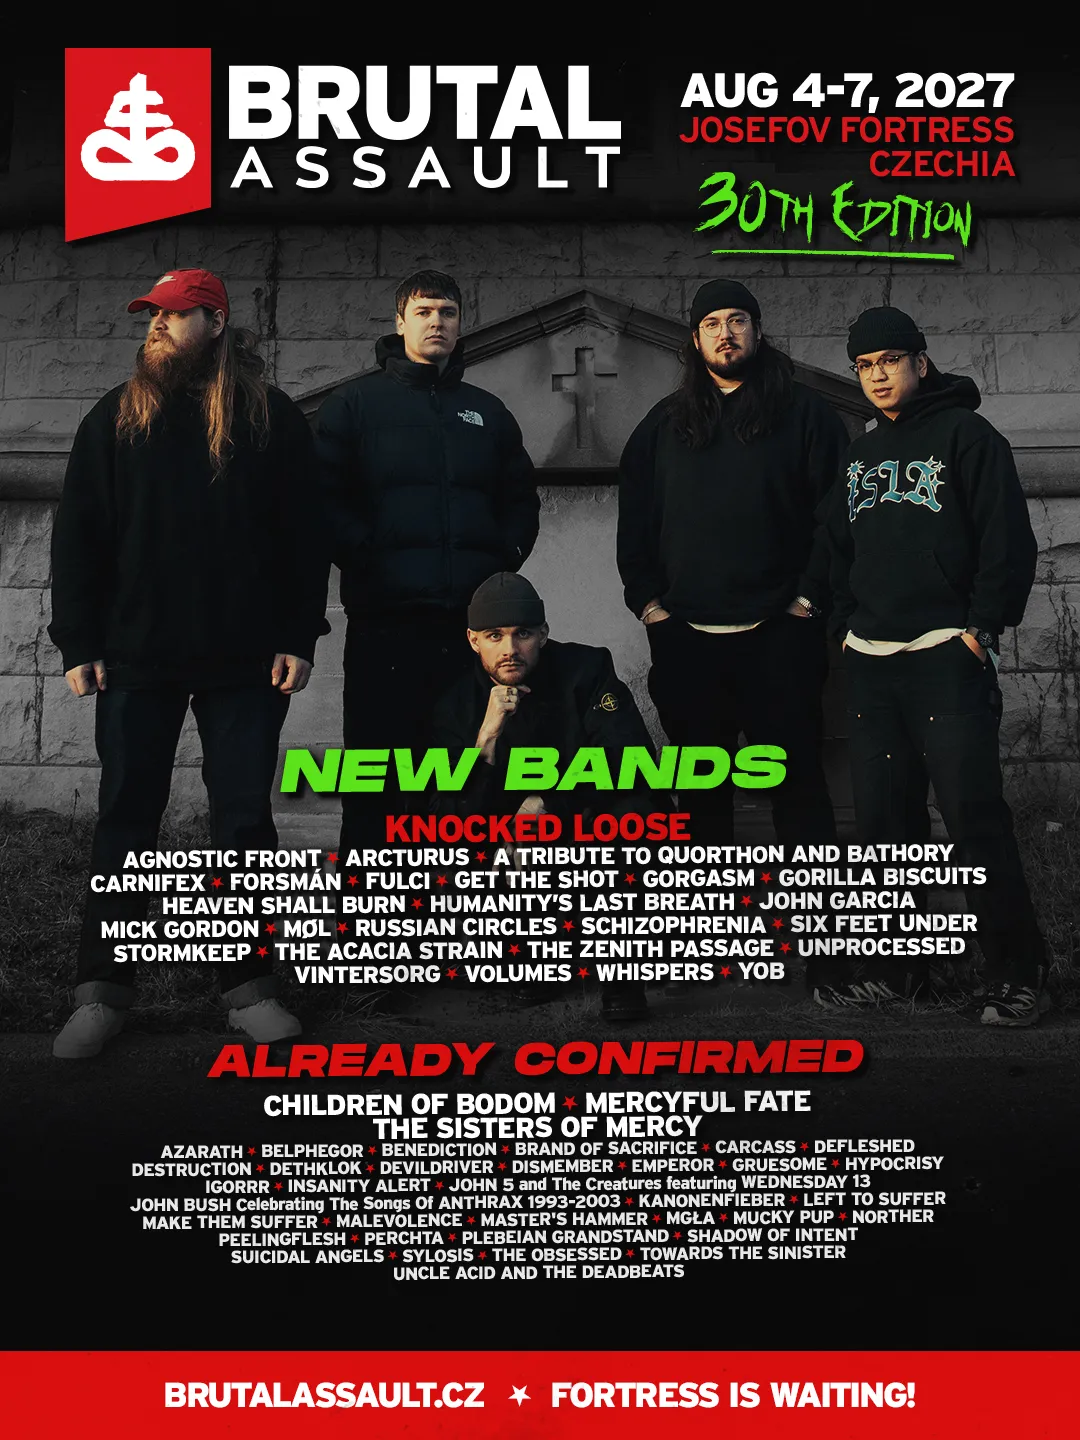 BRUTAL
ASSAULT
AUG 4-7, 2027
JOSEFOV FORTRESS
CZECHIA
30TH EDITION
THE NORTH FACE
ISLA
NEW BANDS
KNOCKED LOOSE
AGNOSTIC FRONT ★ ARCTURUS ★ A TRIBUTE TO QUORTHON AND BATHORY
CARNIFEX ★ FORSMÁN ★ FULCI ★ GET THE SHOT ★ GORGASM ★ GORILLA BISCUITS
HEAVEN SHALL BURN ★ HUMANITY'S LAST BREATH ★ JOHN GARCIA
MICK GORDON ★ MØL ★ RUSSIAN CIRCLES ★ SCHIZOPHRENIA ★ SIX FEET UNDER
STORMKEEP ★ THE ACACIA STRAIN ★ THE ZENITH PASSAGE ★ UNPROCESSED
VINTERSORG ★ VOLUMES ★ WHISPERS ★ YOB
ALREADY CONFIRMED
CHILDREN OF BODOM ★ MERCYFUL FATE
THE SISTERS OF MERCY
AZARATH ★ BELPHEGOR ★ BENEDICTION ★ BRAND OF SACRIFICE ★ CARCASS ★ DEFLESHED
DESTRUCTION ★ DETHKLOK ★ DEVILDRIVER ★ DISMEMBER ★ EMPEROR ★ GRUESOME ★ HYPOCRISY
IGORRR ★ INSANITY ALERT ★ JOHN 5 and The Creatures featuring WEDNESDAY 13
JOHN BUSH Celebrating The Songs Of ANTHRAX 1993-2003 ★ KANONENFIEBER ★ LEFT TO SUFFER
MAKE THEM SUFFER ★ MALEVOLENCE ★ MASTER'S HAMMER ★ MGŁA ★ MUCKY PUP ★ NORTHER
PEELINGFLESH ★ PERCHTA ★ PLEBEIAN GRANDSTAND ★ SHADOW OF INTENT
SUICIDAL ANGELS ★ SYLOSIS ★ THE OBSESSED ★ TOWARDS THE SINISTER
UNCLE ACID AND THE DEADBEATS
BRUTALASSAULT.CZ ★ FORTRESS IS WAITING!